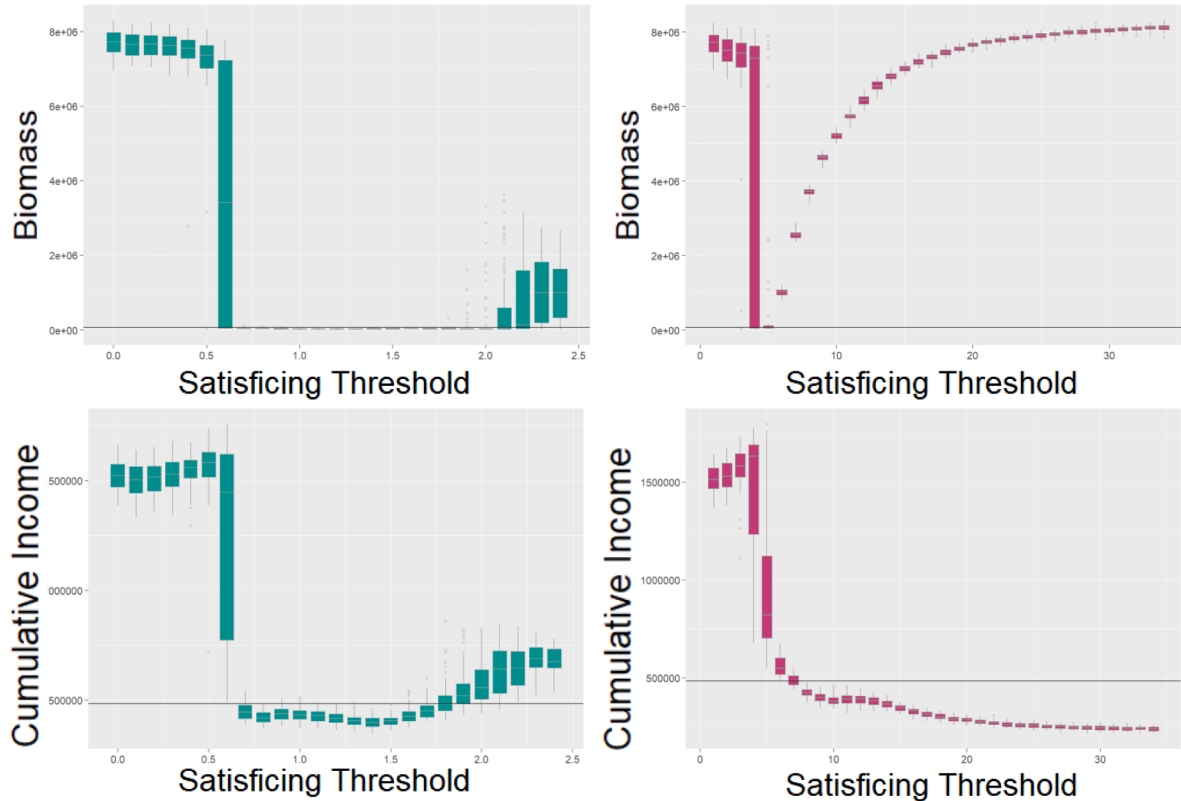 Biomass
8e+06
6e+06
4e+06
2e+06
0e+00
0.0 0.5 1.0 1.5 2.0 2.5
Satisficing Threshold
Biomass
8e+06
6e+06
4e+06
2e+06
0e+00
0 10 20 30
Satisficing Threshold
Cumulative Income
500000
000000
500000
0.0 0.5 1.0 1.5 2.0 2.5
Satisficing Threshold
Cumulative Income
1500000
1000000
500000
0 10 20 30
Satisficing Threshold